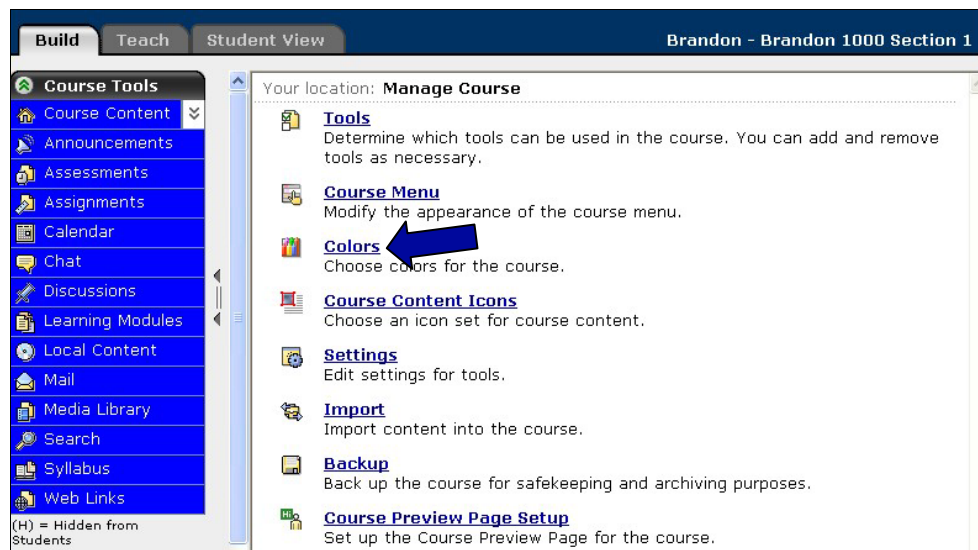 Build Teach Student View Brandon - Brandon 1000 Section 1
Course Tools
Course Content
Announcements
Assessments
Assignments
Calendar
Chat
Discussions
Learning Modules
Local Content
Mail
Media Library
Search
Syllabus
Web Links
(H) = Hidden from
Students
Your location: Manage Course
Tools
Determine which tools can be used in the course. You can add and remove
tools as necessary.
Course Menu
Modify the appearance of the course menu.
Colors
Choose colors for the course.
Course Content Icons
Choose an icon set for course content.
Settings
Edit settings for tools.
Import
Import content into the course.
Backup
Back up the course for safekeeping and archiving purposes.
Hi
Course Preview Page Setup
Set up the Course Preview Page for the course.